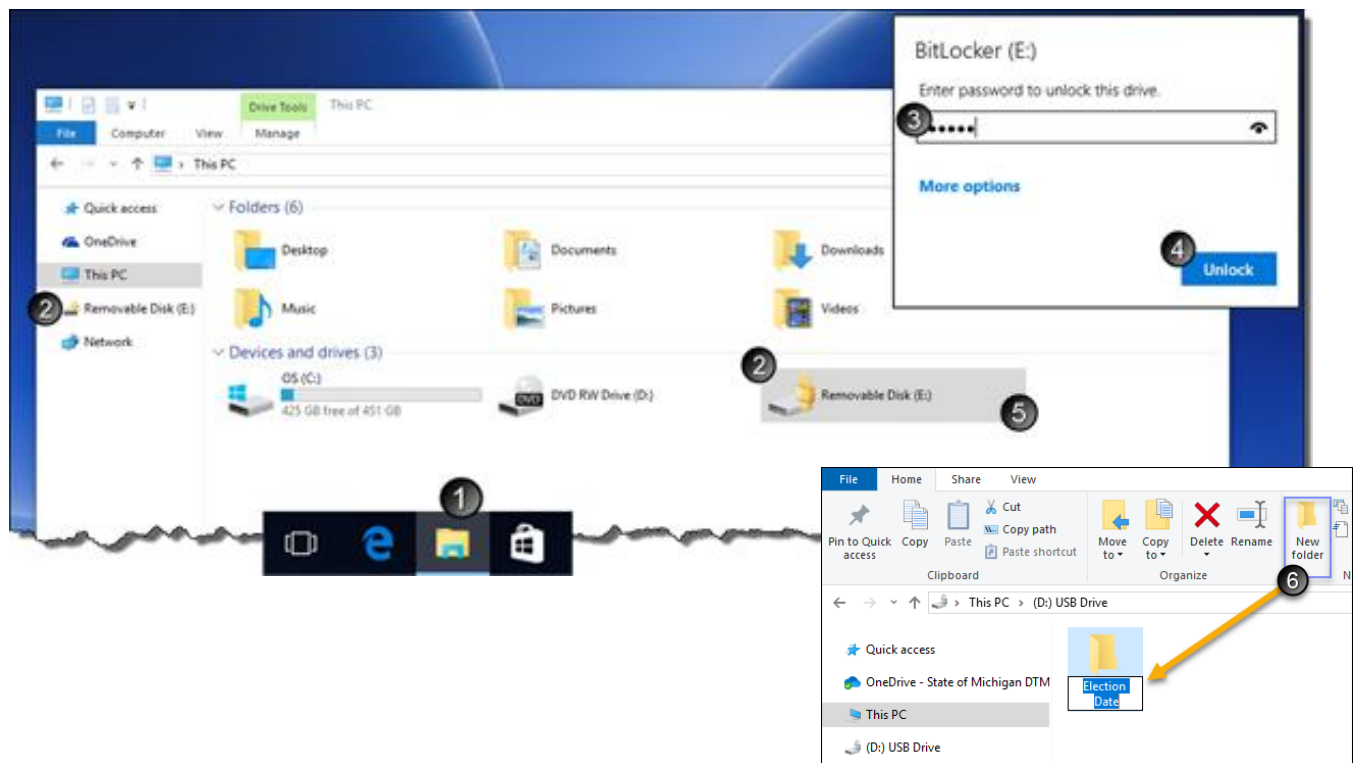 Drive Tools This PC
File Computer View Manage
This PC
Quick access
OneDrive
This PC
2 Removable Disk (E:)
Network
Folders (6)
Desktop Documents Downloads
Music Pictures Videos
Devices and drives (3)
OS (C:)
425 GB free of 451 GB
DVD
DVD RW Drive (D:)
2
Removable Disk (E:)
5
BitLocker (E:)
Enter password to unlock this drive.
3
More options
4
Unlock
1
File Home Share View
Pin to Quick
access
Copy
Paste
Cut
Copy path
Paste shortcut
Move
to
Copy
to
Delete
Rename
New
folder
Clipboard Organize N
6
This PC > (D:) USB Drive
Quick access
OneDrive - State of Michigan DTM
This PC
(D:) USB Drive
Election
Date